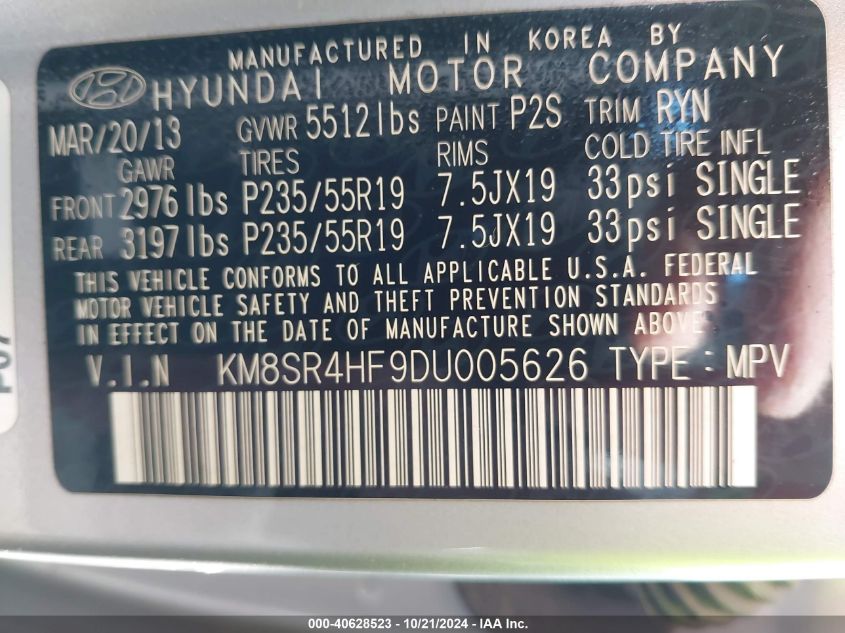 MANUFACTURED IN KOREA BY
HYUNDAI MOTOR COMPANY
MAR/20/13 GVWR 5512lbs PAINT P2S TRIM RYN
GAWR TIRES RIMS COLD TIRE INFL
FRONT 2976lbs P235/55R19 7.5JX19 33psi SINGLE
REAR 3197lbs P235/55R19 7.5JX19 33psi SINGLE
THIS VEHICLE CONFORMS TO ALL APPLICABLE U.S.A. FEDERAL
MOTOR VEHICLE SAFETY AND THEFT PREVENTION STANDARDS
IN EFFECT ON THE DATE OF MANUFACTURE SHOWN ABOVE
V.I.N KM8SR4HF9DU005626 TYPE : MPV
000-40628523 - 10/21/2024 - IAA Inc.